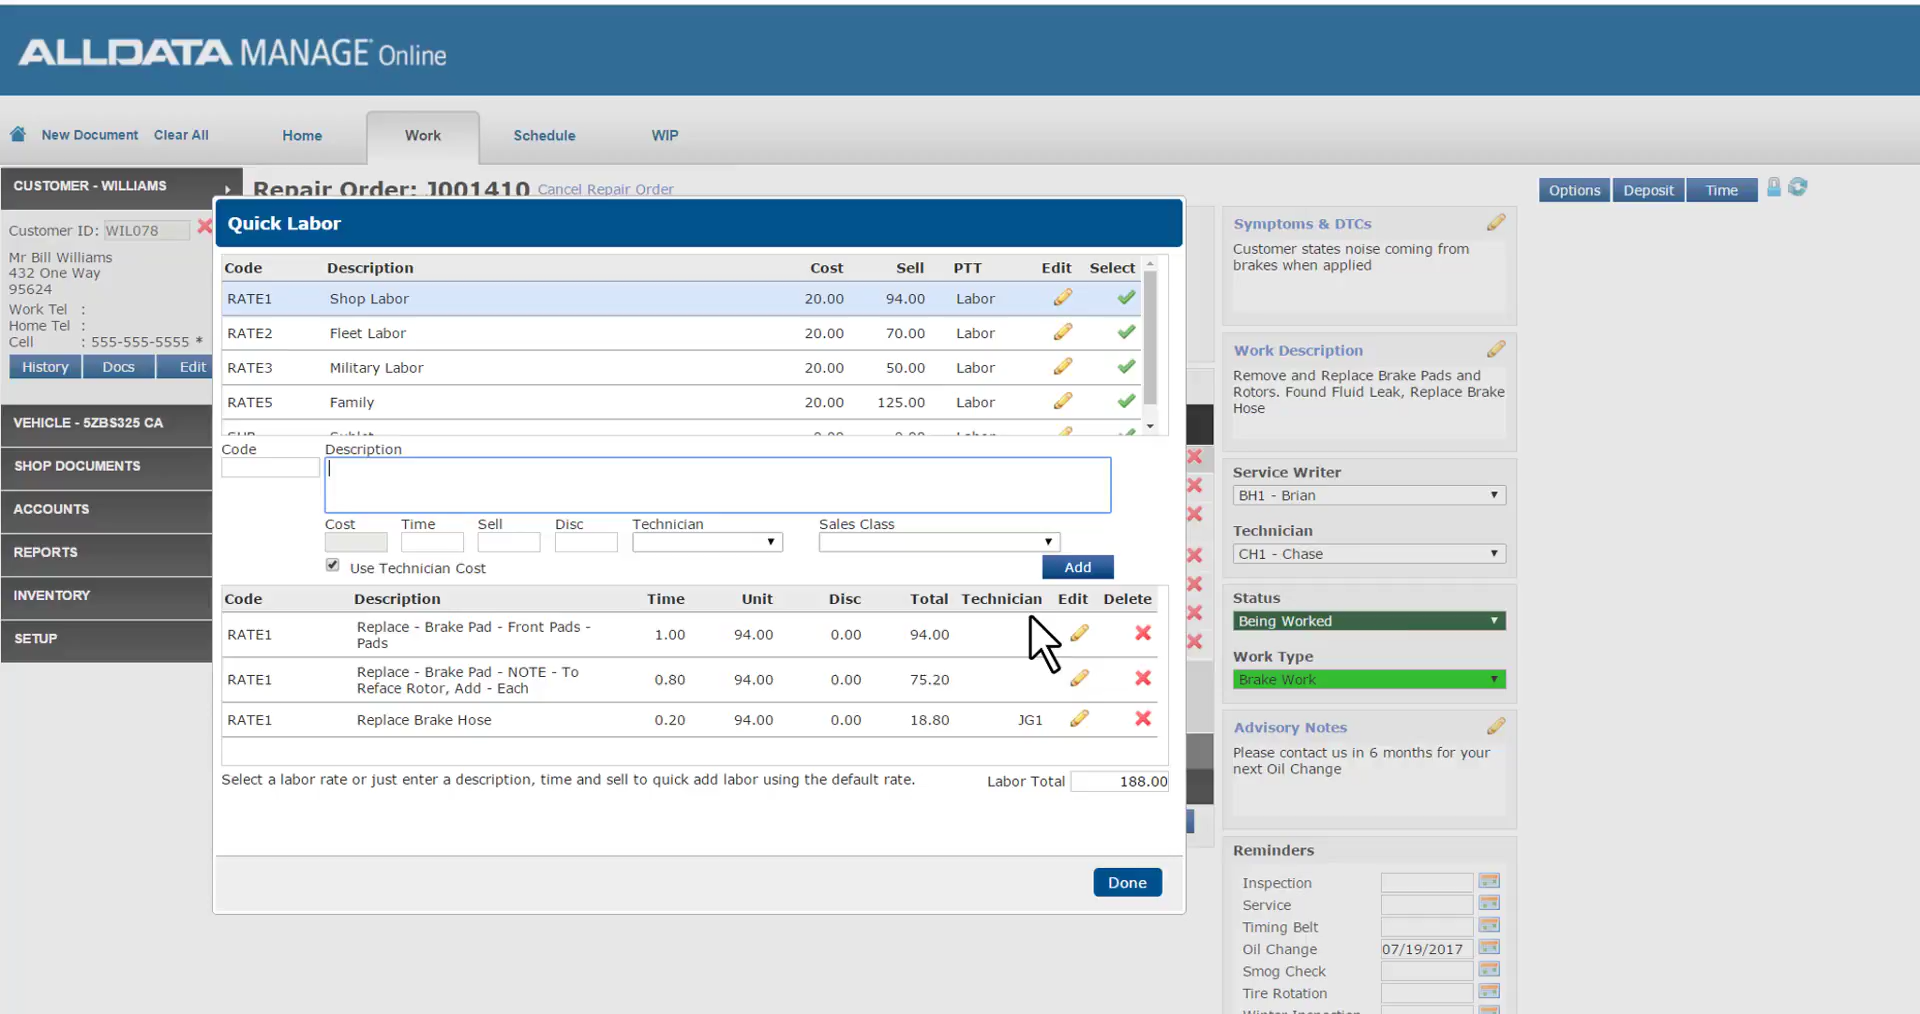 ALLDATA MANAGE® Online
New Document Clear All Home Work Schedule WIP
CUSTOMER - WILLIAMS
Customer ID: WIL078
Mr Bill Williams
432 One Way
95624
Work Tel :
Home Tel :
Cell : 555-555-5555 *
History Docs Edit
VEHICLE - 5ZBS325 CA
SHOP DOCUMENTS
ACCOUNTS
REPORTS
INVENTORY
SETUP
Repair Order: J001410 Cancel Repair Order
Options Deposit Time
Quick Labor
Code Description Cost Sell PTT Edit Select
RATE1 Shop Labor 20.00 94.00 Labor
RATE2 Fleet Labor 20.00 70.00 Labor
RATE3 Military Labor 20.00 50.00 Labor
RATE5 Family 20.00 125.00 Labor
Code Description
Cost Time Sell Disc Technician Sales Class
Use Technician Cost
Add
Code Description Time Unit Disc Total Technician Edit Delete
RATE1 Replace - Brake Pad - Front Pads - 1.00 94.00 0.00 94.00
Pads
RATE1 Replace - Brake Pad - NOTE - To 0.80 94.00 0.00 75.20
Reface Rotor, Add - Each
RATE1 Replace Brake Hose 0.20 94.00 0.00 18.80 JG1
Select a labor rate or just enter a description, time and sell to quick add labor using the default rate.
Labor Total 188.00
Done
Symptoms & DTCs
Customer states noise coming from
brakes when applied
Work Description
Remove and Replace Brake Pads and
Rotors. Found Fluid Leak, Replace Brake
Hose
Service Writer
BH1 - Brian
Technician
CH1 - Chase
Status
Being Worked
Work Type
Brake Work
Advisory Notes
Please contact us in 6 months for your
next Oil Change
Reminders
Inspection
Service
Timing Belt
Oil Change 07/19/2017
Smog Check
Tire Rotation